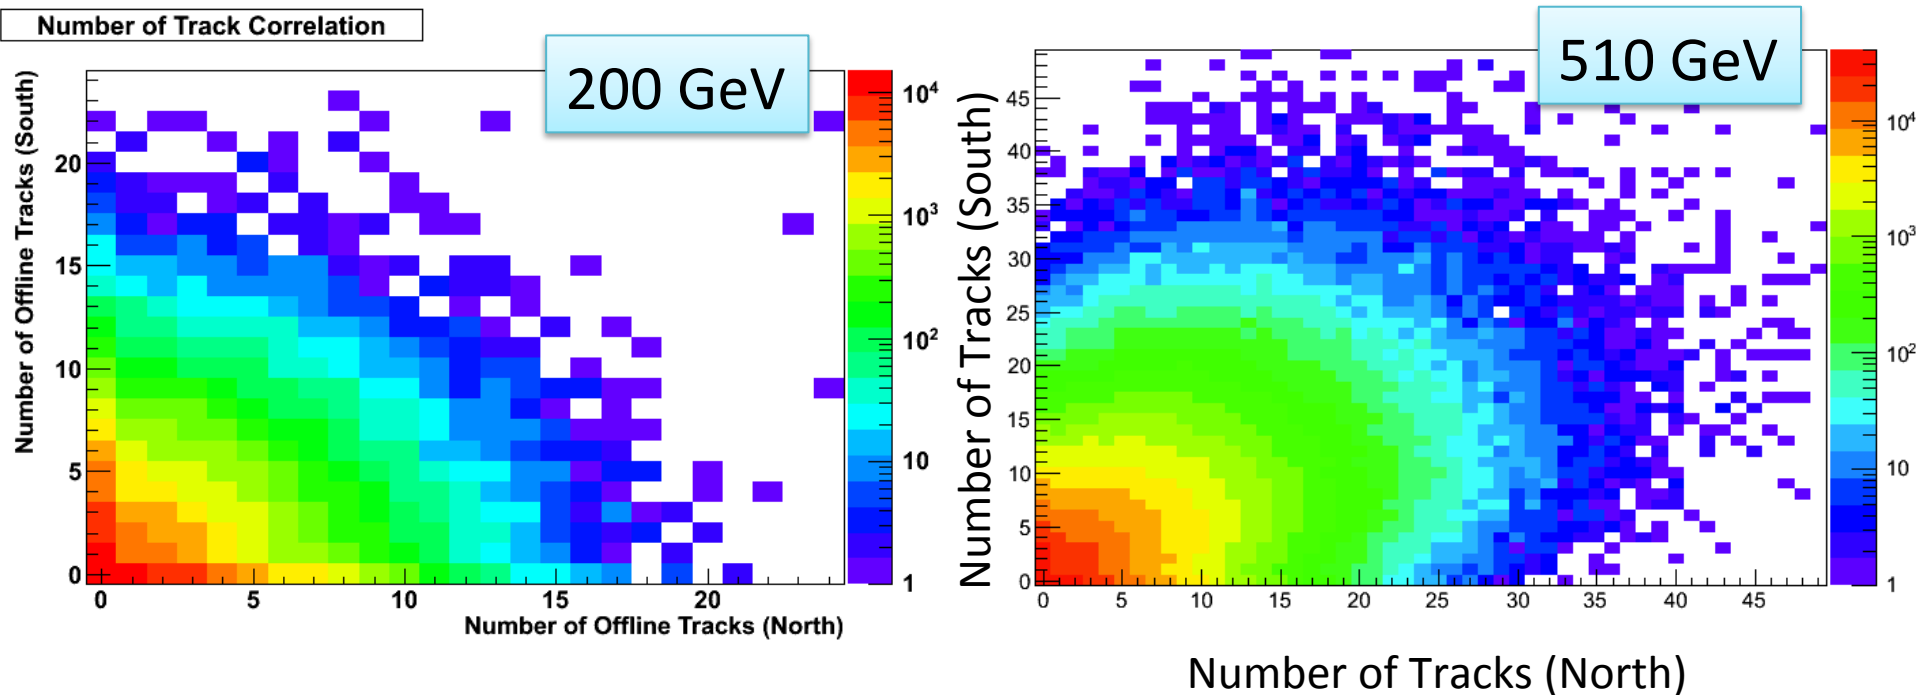 Number of Track Correlation
200 GeV
Number of Offline Tracks (South)
20
15
10
5
0
0 5 10 15 20
Number of Offline Tracks (North)
10⁴
10³
10²
10
1
510 GeV
Number of Tracks (South)
45
40
35
30
25
20
15
10
5
0
0 5 10 15 20 25 30 35 40 45
Number of Tracks (North)
10⁴
10³
10²
10
1